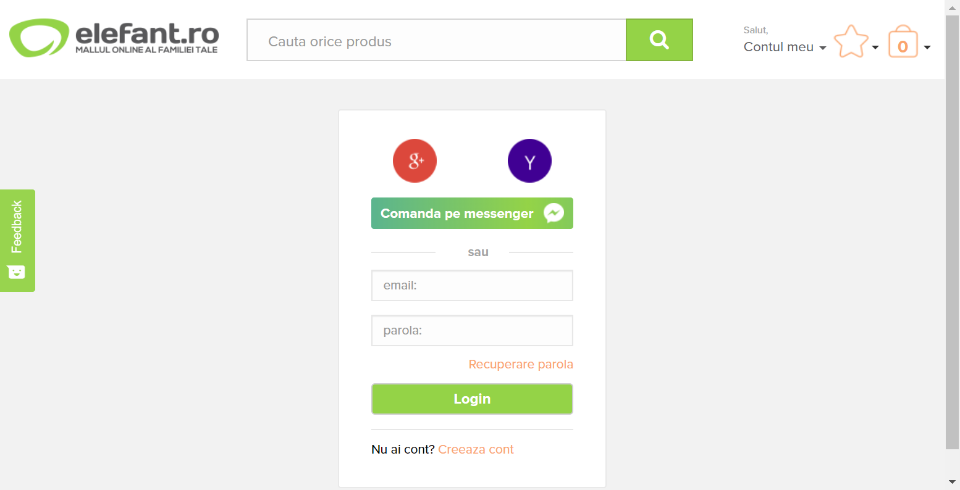 elefant.ro
MALLUL ONLINE AL FAMILIEI TALE
Cauta orice produs
Salut,
Contul meu
0
Feedback
g+
Y
Comanda pe messenger
sau
email:
parola:
Recuperare parola
Login
Nu ai cont? Creeaza cont